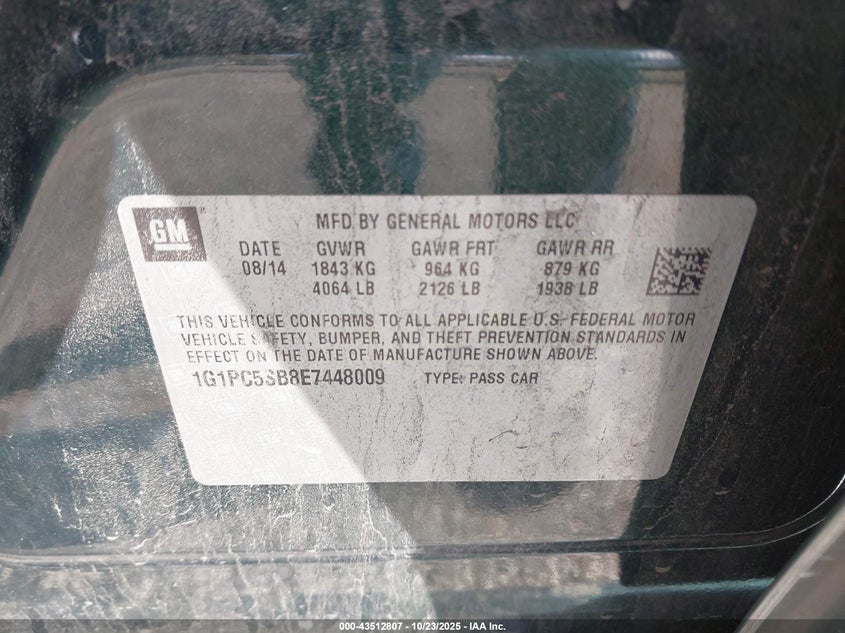 GM
MFD BY GENERAL MOTORS LLC
DATE GVWR GAWR FRT GAWR RR
08/14 1843 KG 964 KG 879 KG
4064 LB 2126 LB 1938 LB
THIS VEHICLE CONFORMS TO ALL APPLICABLE U.S. FEDERAL MOTOR
VEHICLE SAFETY, BUMPER, AND THEFT PREVENTION STANDARDS IN
EFFECT ON THE DATE OF MANUFACTURE SHOWN ABOVE.
1G1PC5SB8E7448009 TYPE: PASS CAR
000-43512807 - 10/23/2025 - IAA Inc.